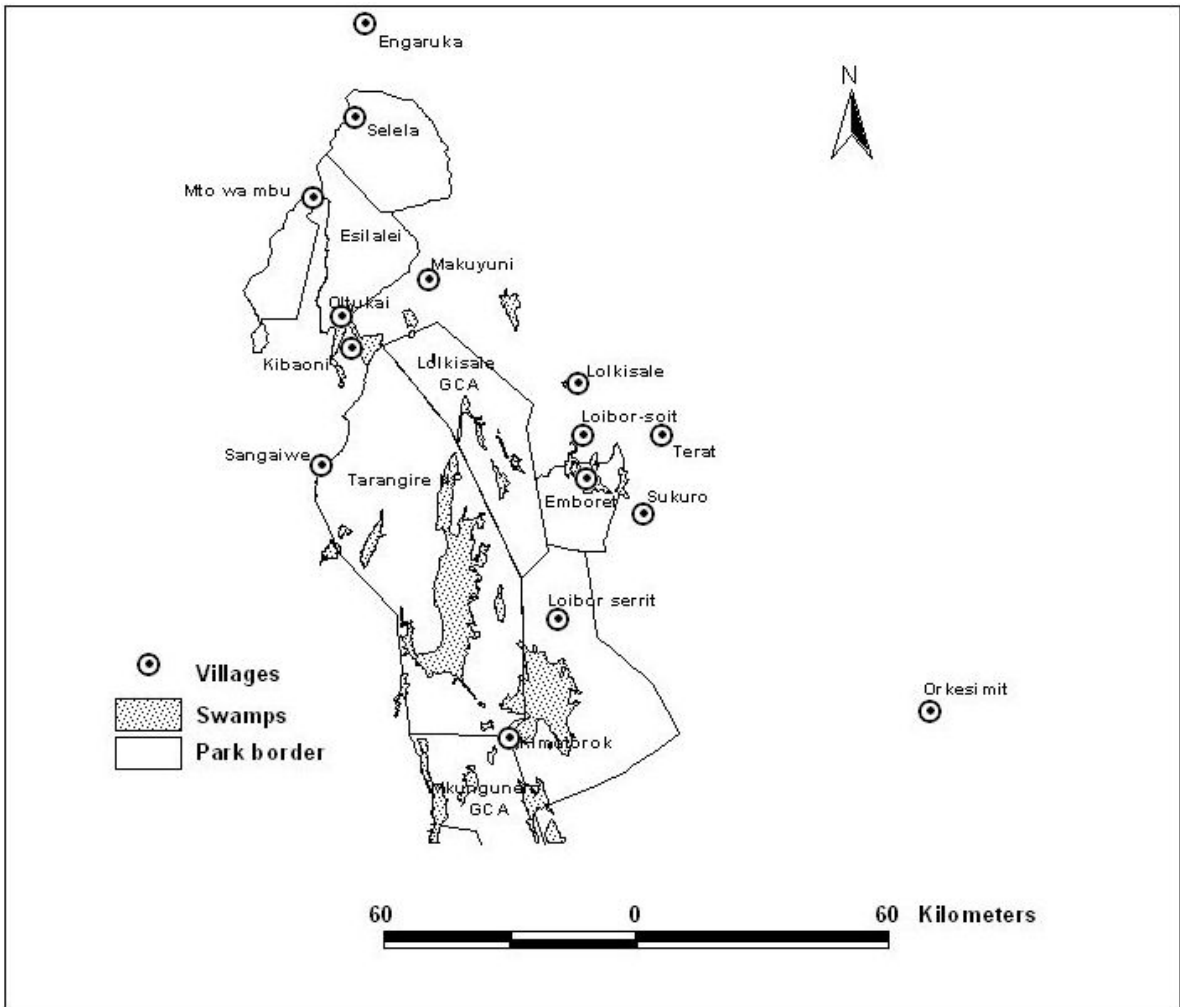 Engaruka
N
Selela
Mto wa mbu
Esilalei
Makuyuni
Oltukai
Kibaoni
Lolkisale
GCA
Lolkisale
Loibor-soit
Terat
Sangaiwe
Tarangire NP
Emboret
Sukuro
Loibor serrit
Villages
Orkesimit
Swamps
Kimotorok
Park border
Mkungunero
GCA
60 0 60 Kilometers